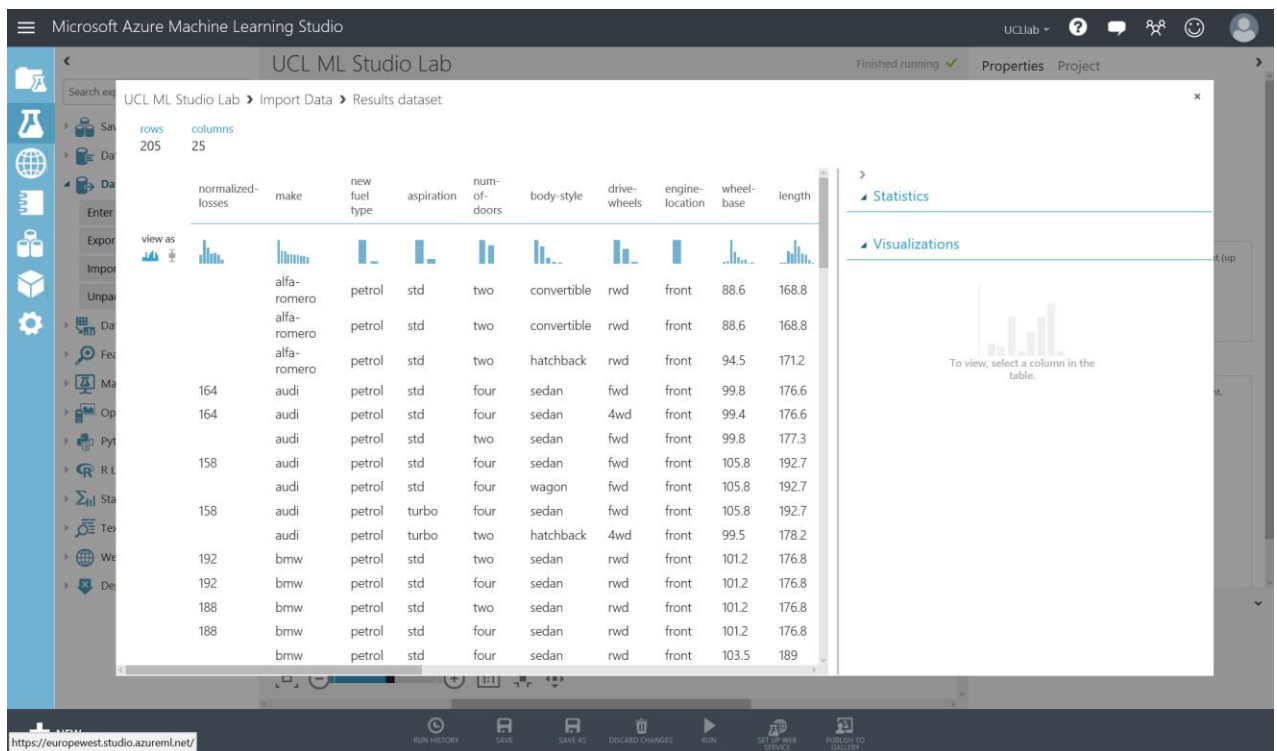 Microsoft Azure Machine Learning Studio
UCLlab
UCL ML Studio Lab
Finished running
Properties Project
Search exp
UCL ML Studio Lab Import Data Results dataset
rows columns
205 25
normalized-losses make new fuel type aspiration num-of-doors body-style drive-wheels engine-location wheel-base length
view as
alfa-romero petrol std two convertible rwd front 88.6 168.8
alfa-romero petrol std two convertible rwd front 88.6 168.8
alfa-romero petrol std two hatchback rwd front 94.5 171.2
164 audi petrol std four sedan fwd front 99.8 176.6
164 audi petrol std four sedan 4wd front 99.4 176.6
audi petrol std two sedan fwd front 99.8 177.3
158 audi petrol std four sedan fwd front 105.8 192.7
audi petrol std four wagon fwd front 105.8 192.7
158 audi petrol turbo four sedan fwd front 105.8 192.7
audi petrol turbo two hatchback 4wd front 99.5 178.2
192 bmw petrol std two sedan rwd front 101.2 176.8
192 bmw petrol std four sedan rwd front 101.2 176.8
188 bmw petrol std two sedan rwd front 101.2 176.8
188 bmw petrol std four sedan rwd front 101.2 176.8
bmw petrol std four sedan rwd front 103.5 189
Statistics
Visualizations
To view, select a column in the
table.
Sav
Da
Da
Enter
Expor
Impor
Unpa
Da
Fea
Ma
Op
Pyt
R L
Sta
Tex
We
De
t (up
nt.
1:1
RUN HISTORY
SAVE
SAVE AS
DISCARD CHANGES
RUN
SET UP WEB
SERVICE
PUBLISH TO
GALLERY
https://europewest.studio.azureml.net/